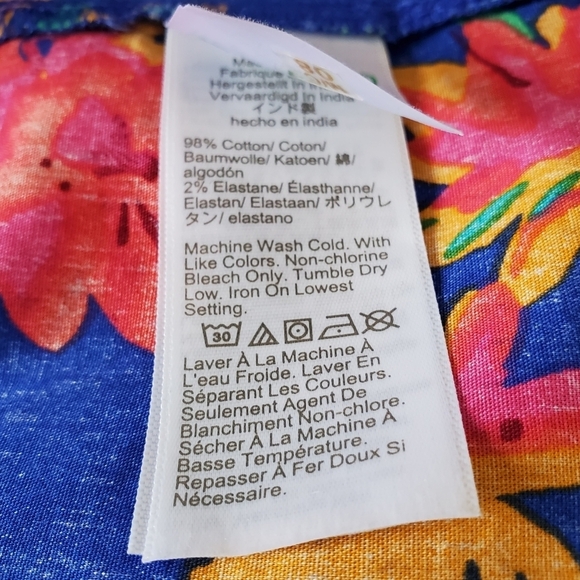 Fabrique
Hergestellt in
Vervaardigd in India
インド製
hecho en india
98% Cotton/ Coton/
Baumwolle/ Katoen/ 綿/
algodón
2% Elastane/ Élasthanne/
Elastan/ Elastaan/ ポリウレ
タン/ elastano
Machine Wash Cold. With
Like Colors. Non-chlorine
Bleach Only. Tumble Dry
Low. Iron On Lowest
Setting.
30
Laver À La Machine À
L'eau Froide. Laver En
Séparant Les Couleurs.
Seulement Agent De
Blanchiment Non-chlore.
Sécher À La Machine À
Basse Température.
Repasser À Fer Doux Si
Nécessaire.